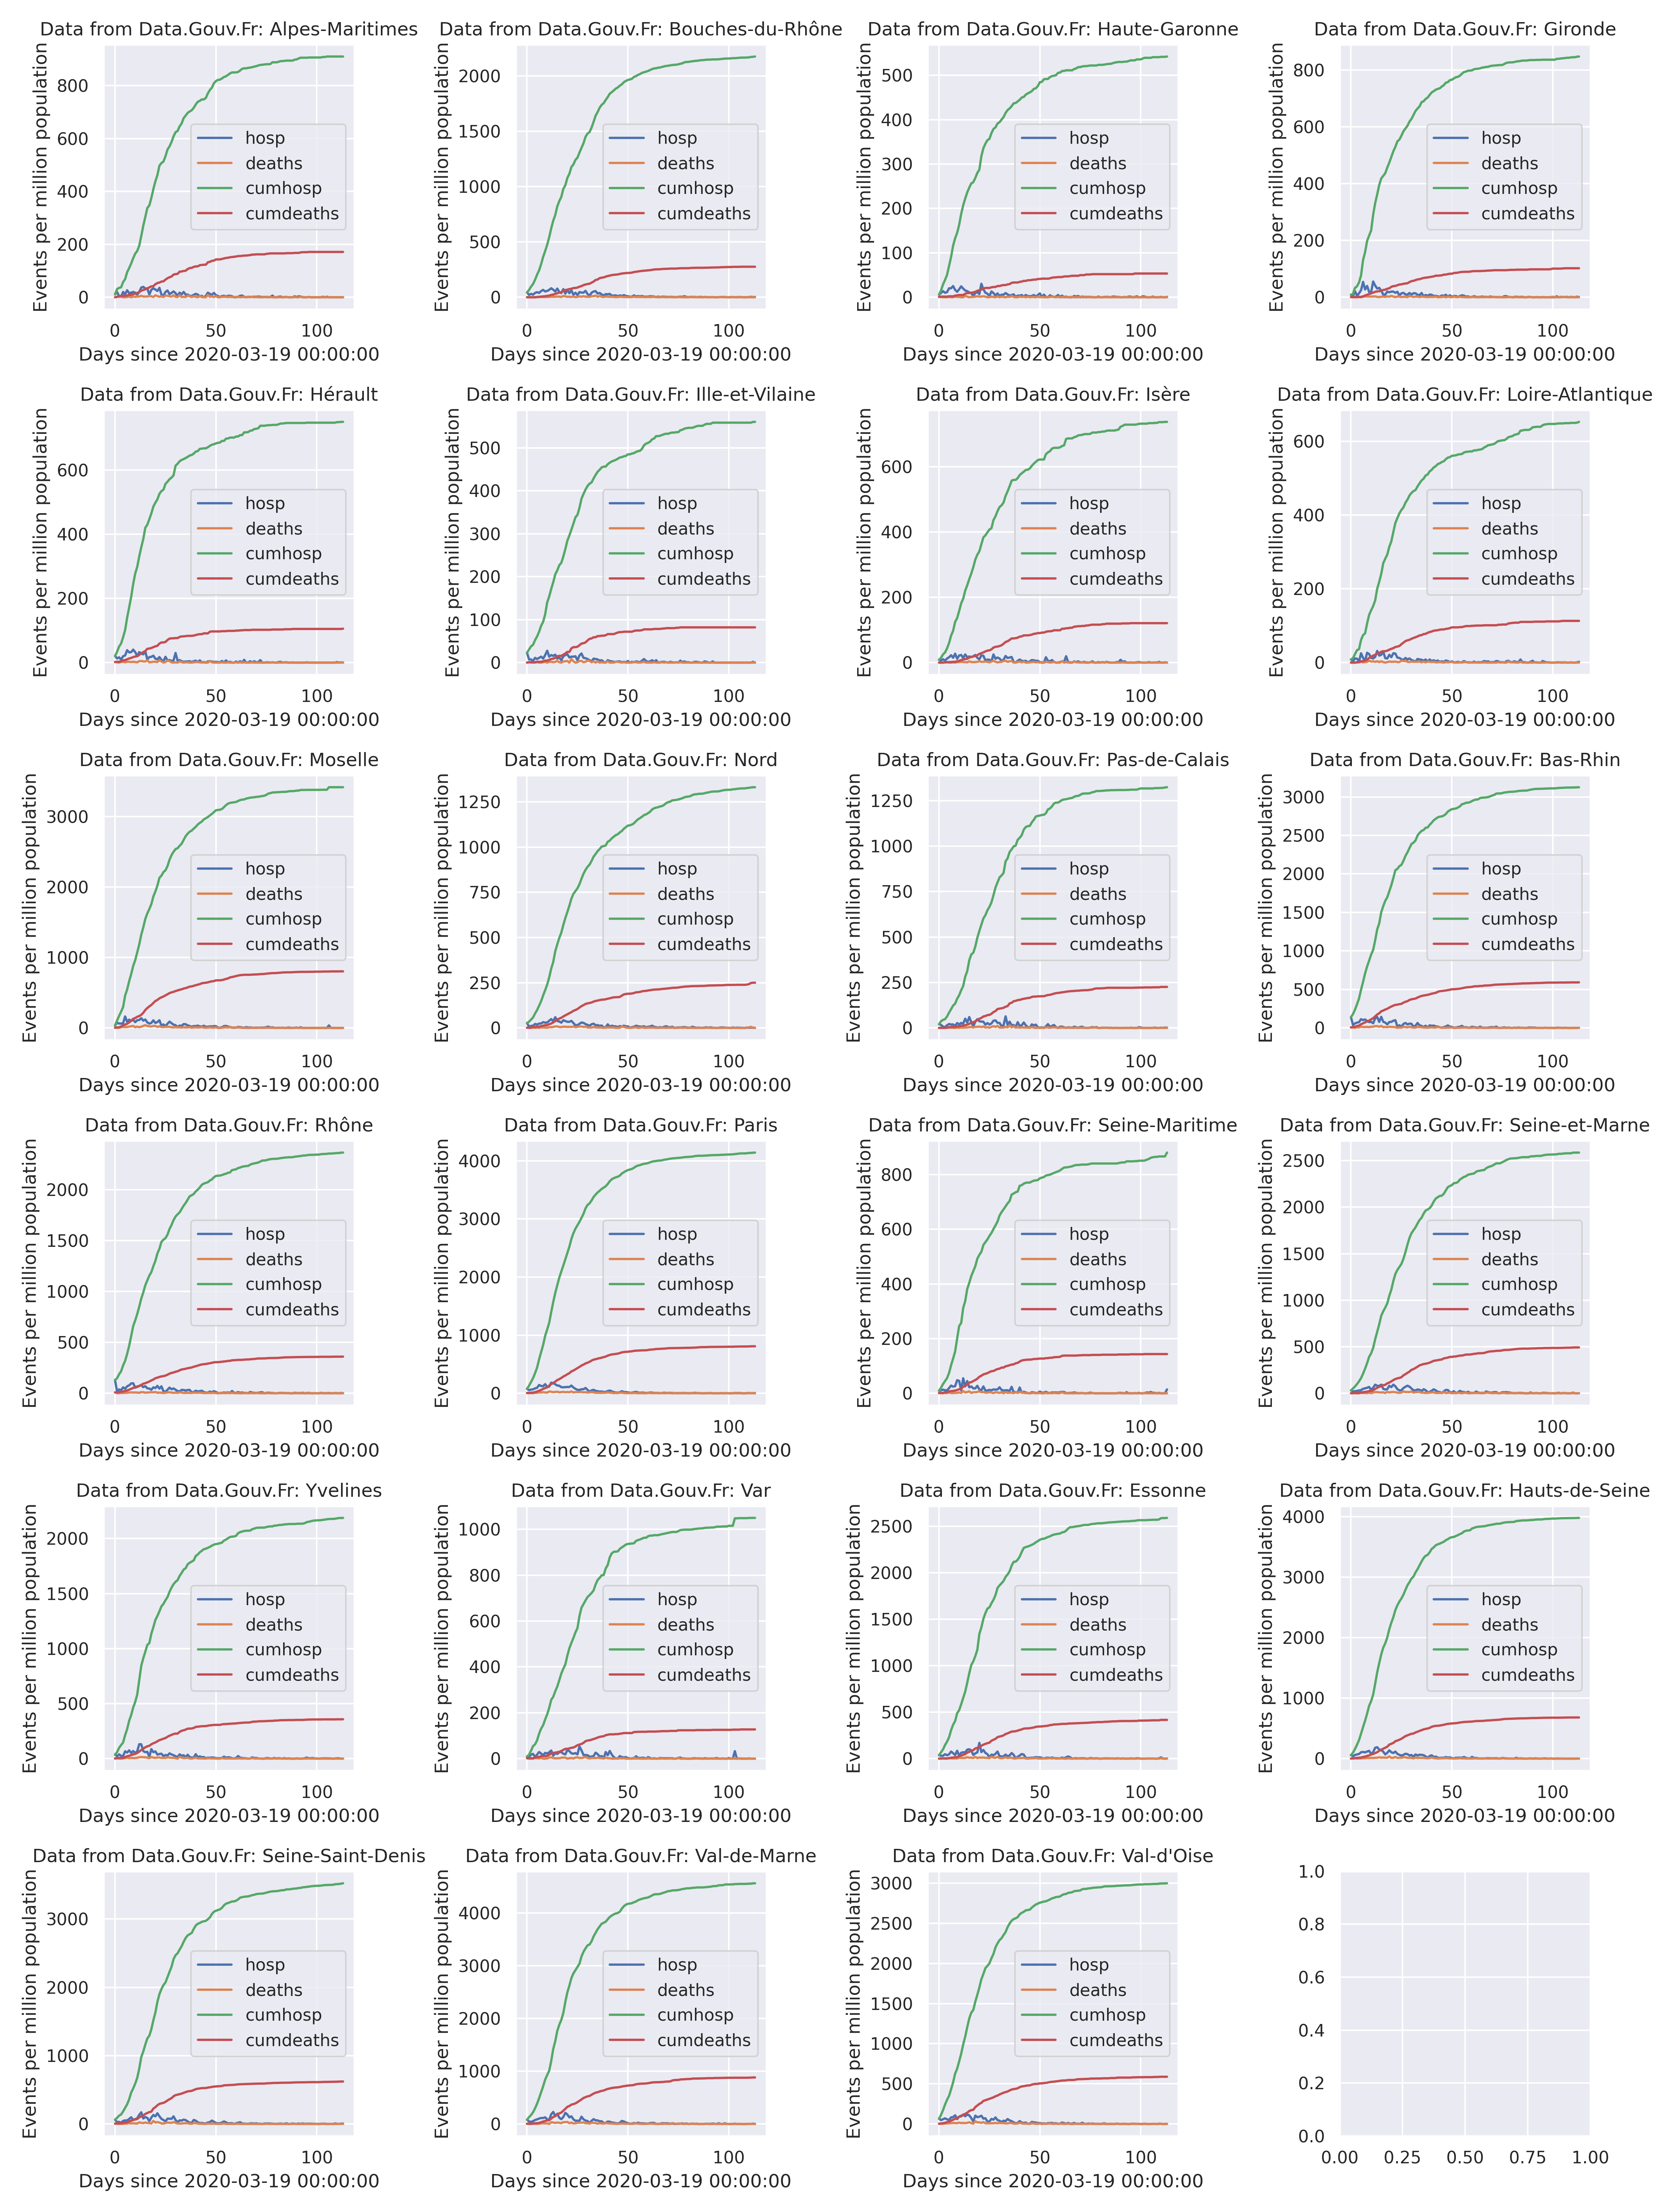 Data from Data.Gouv.Fr: Alpes-Maritimes
Events per million population
800
600
400
200
0
hosp
deaths
cumhosp
cumdeaths
0 50 100
Days since 2020-03-19 00:00:00
Data from Data.Gouv.Fr: Bouches-du-Rhône
Events per million population
2000
1500
1000
500
0
hosp
deaths
cumhosp
cumdeaths
0 50 100
Days since 2020-03-19 00:00:00
Data from Data.Gouv.Fr: Haute-Garonne
Events per million population
500
400
300
200
100
0
hosp
deaths
cumhosp
cumdeaths
0 50 100
Days since 2020-03-19 00:00:00
Data from Data.Gouv.Fr: Gironde
Events per million population
800
600
400
200
0
hosp
deaths
cumhosp
cumdeaths
0 50 100
Days since 2020-03-19 00:00:00
Data from Data.Gouv.Fr: Hérault
Events per million population
600
400
200
0
hosp
deaths
cumhosp
cumdeaths
0 50 100
Days since 2020-03-19 00:00:00
Data from Data.Gouv.Fr: Ille-et-Vilaine
Events per million population
500
400
300
200
100
0
hosp
deaths
cumhosp
cumdeaths
0 50 100
Days since 2020-03-19 00:00:00
Data from Data.Gouv.Fr: Isère
Events per million population
600
400
200
0
hosp
deaths
cumhosp
cumdeaths
0 50 100
Days since 2020-03-19 00:00:00
Data from Data.Gouv.Fr: Loire-Atlantique
Events per million population
600
400
200
0
hosp
deaths
cumhosp
cumdeaths
0 50 100
Days since 2020-03-19 00:00:00
Data from Data.Gouv.Fr: Moselle
Events per million population
3000
2000
1000
0
hosp
deaths
cumhosp
cumdeaths
0 50 100
Days since 2020-03-19 00:00:00
Data from Data.Gouv.Fr: Nord
Events per million population
1250
1000
750
500
250
0
hosp
deaths
cumhosp
cumdeaths
0 50 100
Days since 2020-03-19 00:00:00
Data from Data.Gouv.Fr: Pas-de-Calais
Events per million population
1250
1000
750
500
250
0
hosp
deaths
cumhosp
cumdeaths
0 50 100
Days since 2020-03-19 00:00:00
Data from Data.Gouv.Fr: Bas-Rhin
Events per million population
3000
2500
2000
1500
1000
500
0
hosp
deaths
cumhosp
cumdeaths
0 50 100
Days since 2020-03-19 00:00:00
Data from Data.Gouv.Fr: Rhône
Events per million population
2000
1500
1000
500
0
hosp
deaths
cumhosp
cumdeaths
0 50 100
Days since 2020-03-19 00:00:00
Data from Data.Gouv.Fr: Paris
Events per million population
4000
3000
2000
1000
0
hosp
deaths
cumhosp
cumdeaths
0 50 100
Days since 2020-03-19 00:00:00
Data from Data.Gouv.Fr: Seine-Maritime
Events per million population
800
600
400
200
0
hosp
deaths
cumhosp
cumdeaths
0 50 100
Days since 2020-03-19 00:00:00
Data from Data.Gouv.Fr: Seine-et-Marne
Events per million population
2500
2000
1500
1000
500
0
hosp
deaths
cumhosp
cumdeaths
0 50 100
Days since 2020-03-19 00:00:00
Data from Data.Gouv.Fr: Yvelines
Events per million population
2000
1500
1000
500
0
hosp
deaths
cumhosp
cumdeaths
0 50 100
Days since 2020-03-19 00:00:00
Data from Data.Gouv.Fr: Var
Events per million population
1000
800
600
400
200
0
hosp
deaths
cumhosp
cumdeaths
0 50 100
Days since 2020-03-19 00:00:00
Data from Data.Gouv.Fr: Essonne
Events per million population
2500
2000
1500
1000
500
0
hosp
deaths
cumhosp
cumdeaths
0 50 100
Days since 2020-03-19 00:00:00
Data from Data.Gouv.Fr: Hauts-de-Seine
Events per million population
4000
3000
2000
1000
0
hosp
deaths
cumhosp
cumdeaths
0 50 100
Days since 2020-03-19 00:00:00
Data from Data.Gouv.Fr: Seine-Saint-Denis
Events per million population
3000
2000
1000
0
hosp
deaths
cumhosp
cumdeaths
0 50 100
Days since 2020-03-19 00:00:00
Data from Data.Gouv.Fr: Val-de-Marne
Events per million population
4000
3000
2000
1000
0
hosp
deaths
cumhosp
cumdeaths
0 50 100
Days since 2020-03-19 00:00:00
Data from Data.Gouv.Fr: Val-d'Oise
Events per million population
3000
2500
2000
1500
1000
500
0
hosp
deaths
cumhosp
cumdeaths
0 50 100
Days since 2020-03-19 00:00:00
1.0
0.8
0.6
0.4
0.2
0.0
0.00 0.25 0.50 0.75 1.00